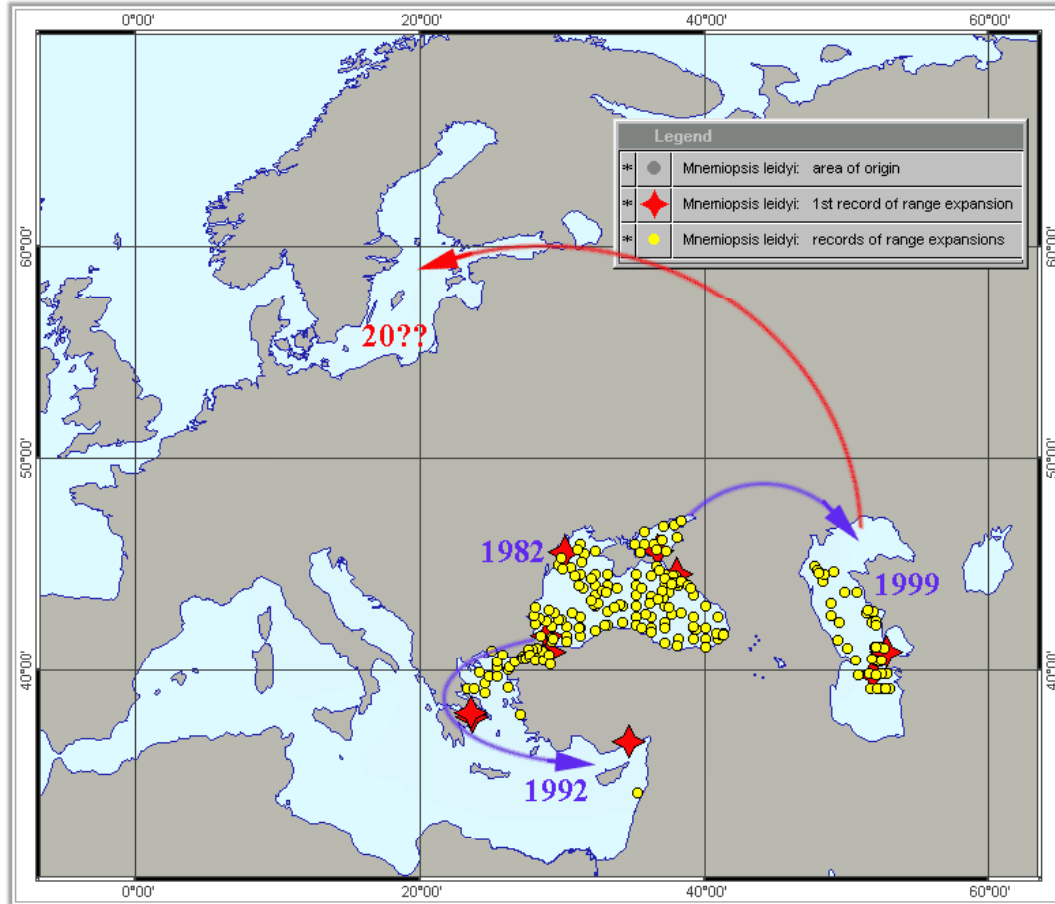 0°00' 20°00' 40°00' 60°00'
Legend
* Mnemiopsis leidyi: area of origin
* Mnemiopsis leidyi: 1st record of range expansion
* Mnemiopsis leidyi: records of range expansions
60°00' 60°00'
20??
50°00' 50°00'
1982
1999
40°00' 40°00'
1992
0°00' 20°00' 40°00' 60°00'